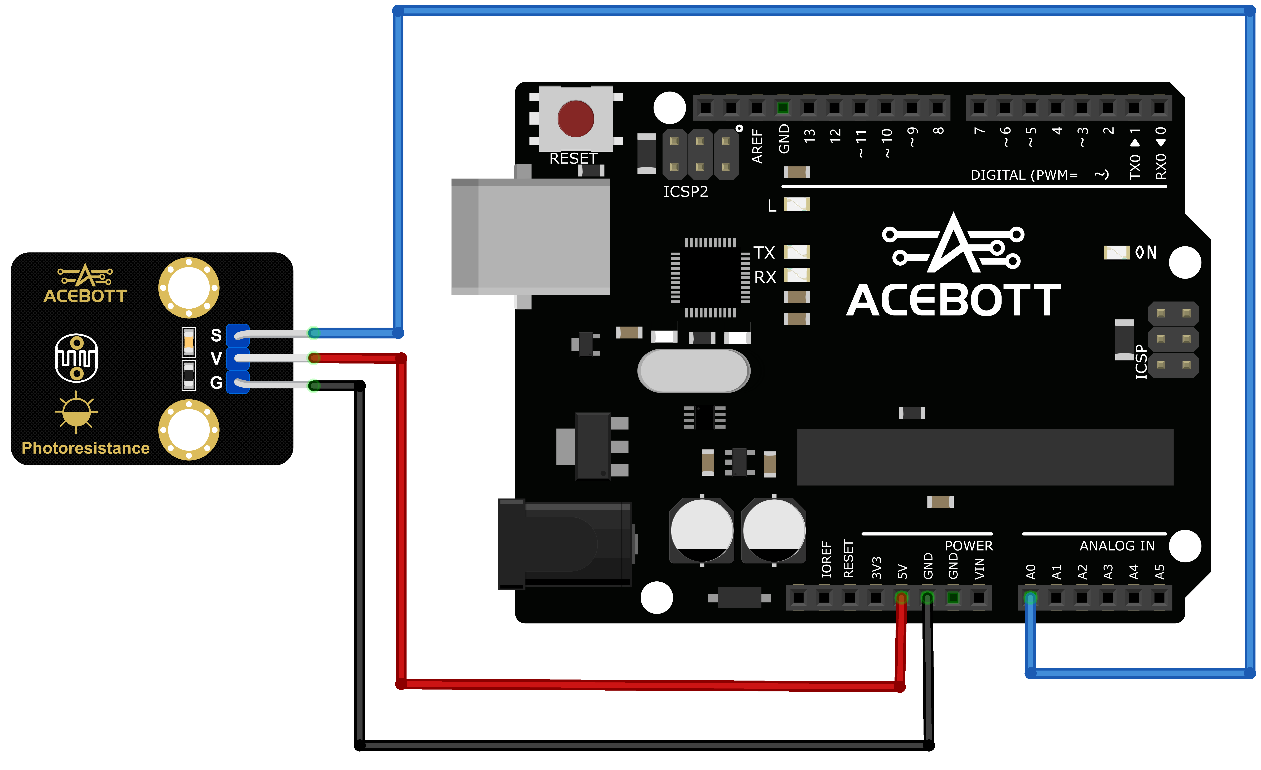 ACEBOTT
S
V
G
Photoresistance
RESET
ICSP2
AREF
GND
13
12
~11
~10
~9
8
7
~6
~5
4
~3
2
TX0 ▶ 1
RX0 ◀ 0
DIGITAL (PWM= ~)
L
TX
RX
ON
ACEBOTT
ICSP
IOREF
RESET
3V3
5V
GND
GND
VIN
POWER
ANALOG IN
A0
A1
A2
A3
A4
A5